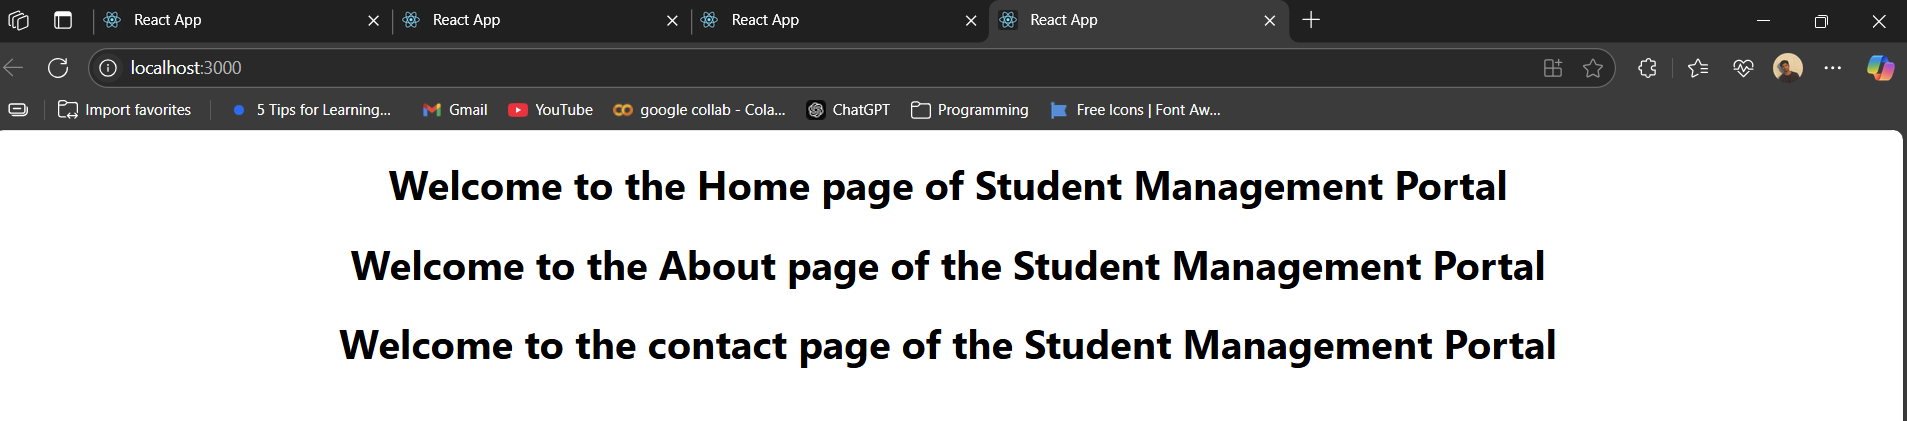 React App
React App
React App
React App
localhost:3000
Import favorites
5 Tips for Learning...
Gmail
YouTube
google collab - Cola...
ChatGPT
Programming
Free Icons | Font Aw...
Welcome to the Home page of Student Management Portal
Welcome to the About page of the Student Management Portal
Welcome to the contact page of the Student Management Portal